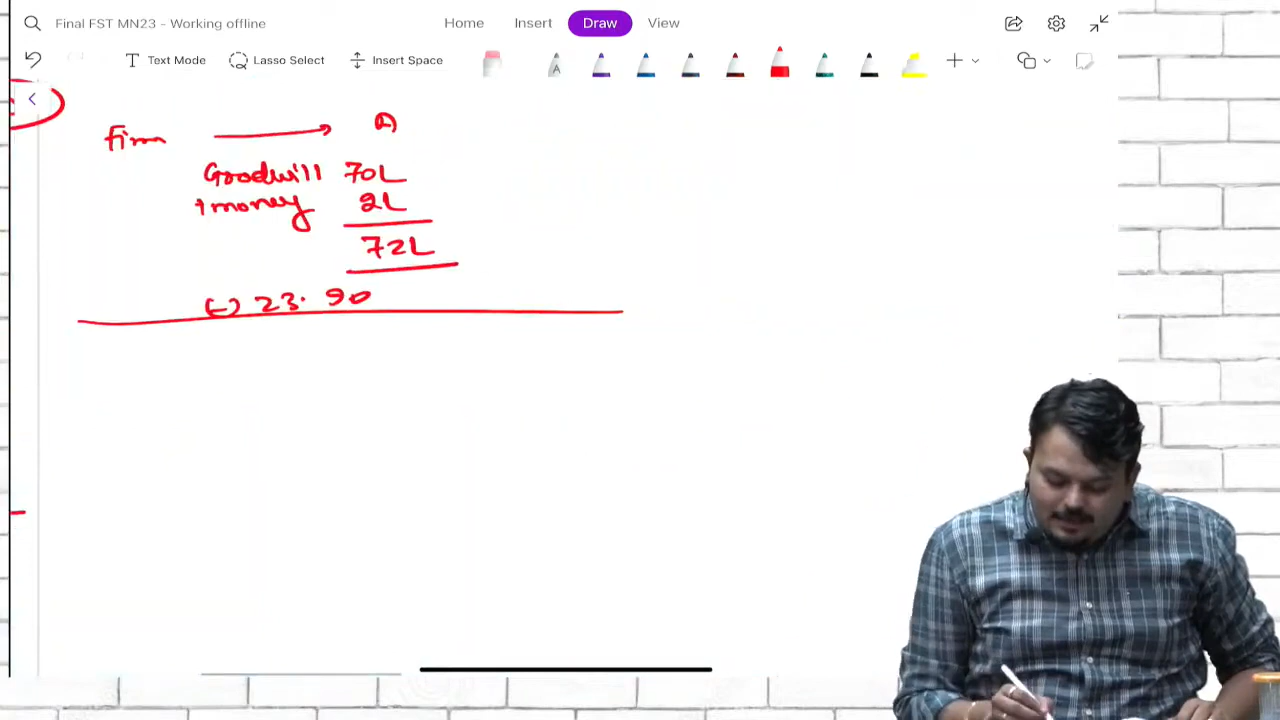 Final FST MN23 - Working offline
Home Insert Draw View
Text Mode Lasso Select Insert Space
A
firm A
Goodwill 70L
+ money 2L
72L
(-) 23.90